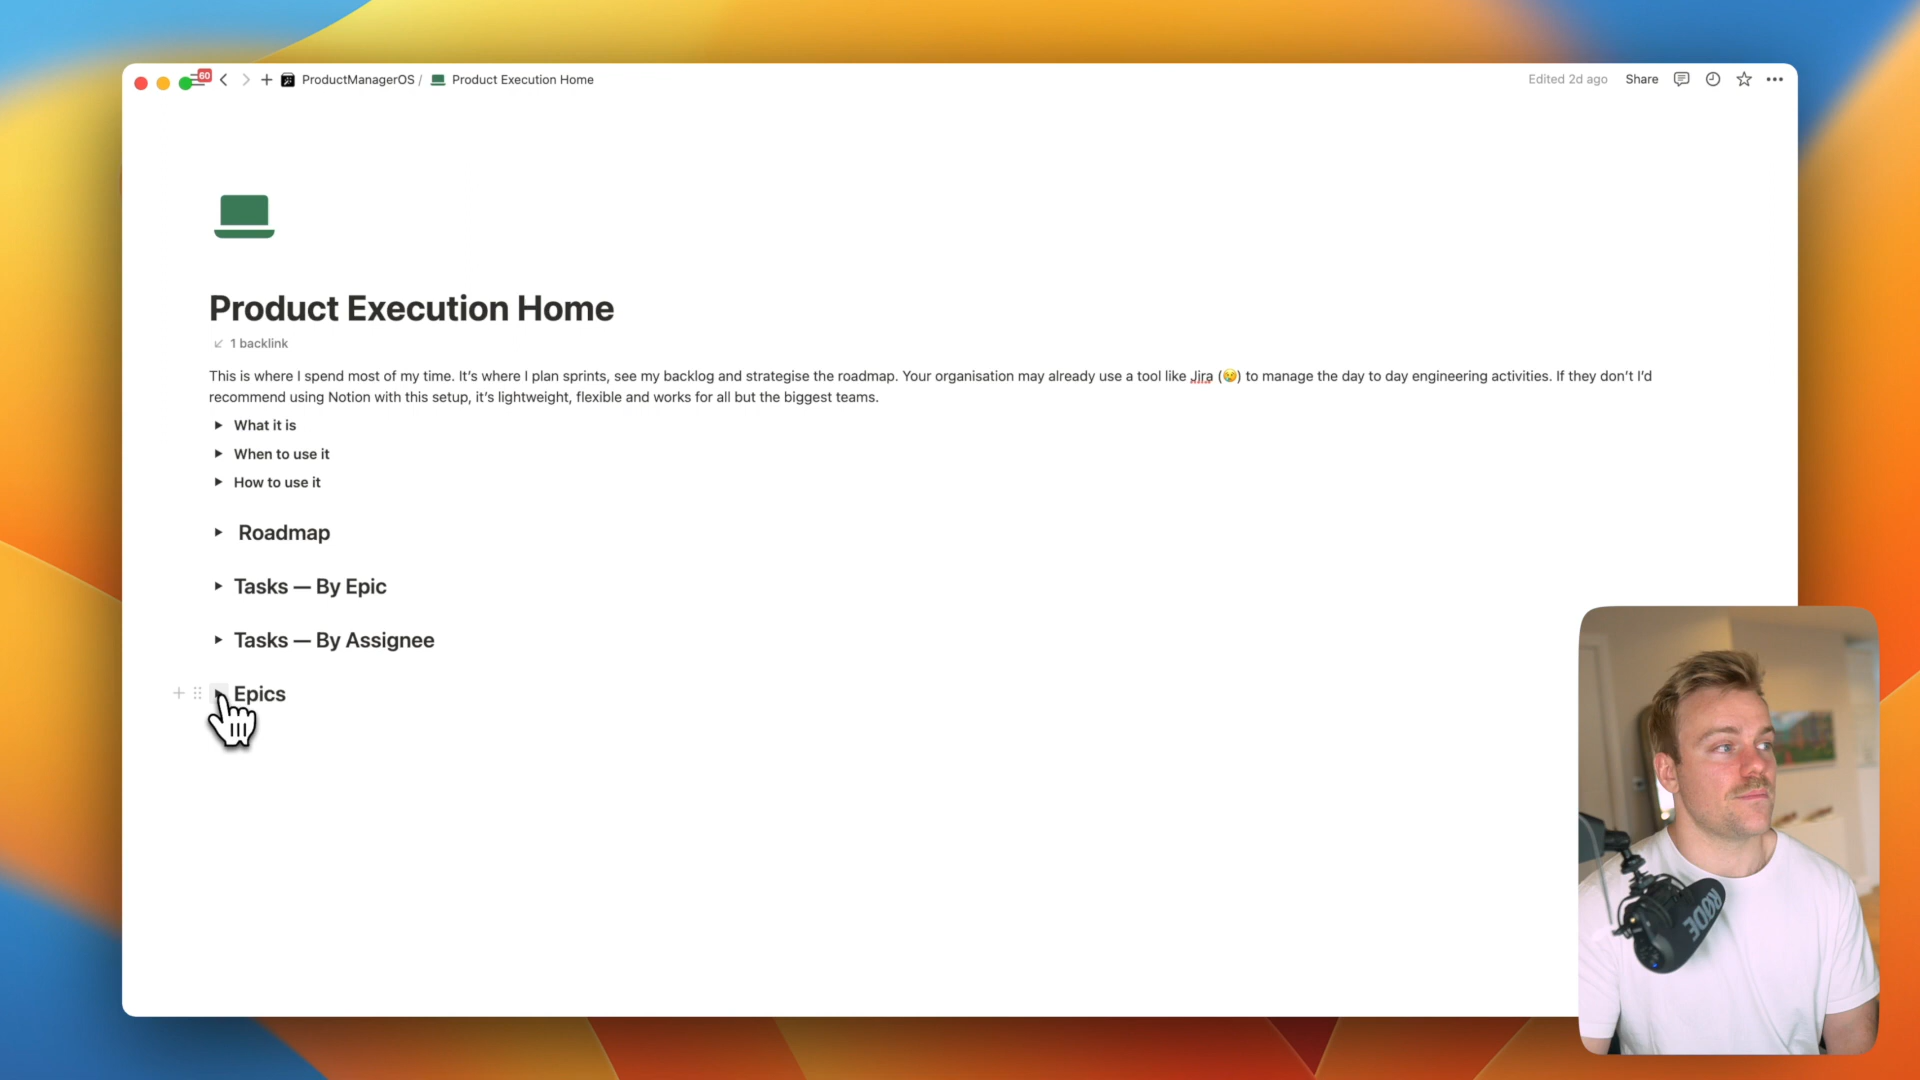 60
ProductManagerOS / Product Execution Home
Edited 2d ago Share
Product Execution Home
1 backlink
This is where I spend most of my time. It’s where I plan sprints, see my backlog and strategise the roadmap. Your organisation may already use a tool like Jira (😢) to manage the day to day engineering activities. If they don’t I’d
recommend using Notion with this setup, it’s lightweight, flexible and works for all but the biggest teams.
What it is
When to use it
How to use it
Roadmap
Tasks — By Epic
Tasks — By Assignee
Epics
RØDE